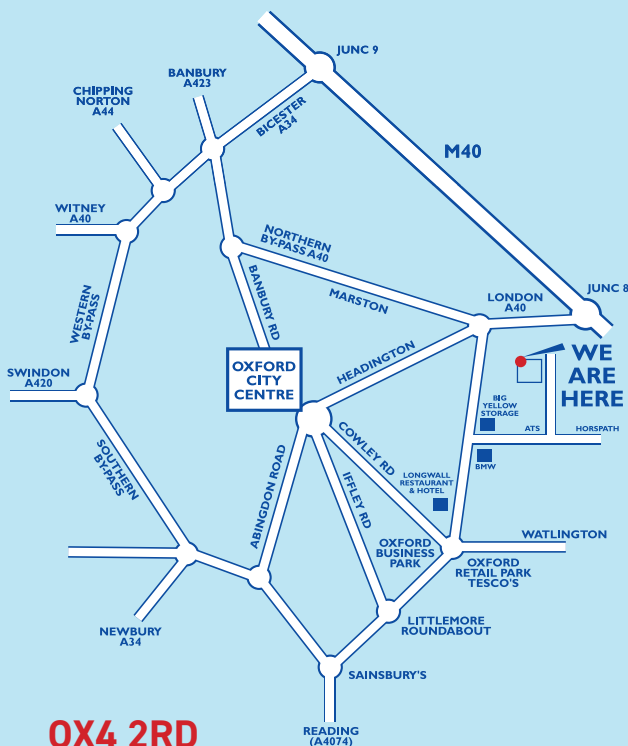 JUNC 9
BANBURY
A423
CHIPPING
NORTON
A44
BICESTER
A34
M40
WITNEY
A40
NORTHERN
BY-PASS A40
MARSTON
BANBURY RD
WESTERN
BY-PASS
JUNC 8
LONDON
A40
SWINDON
A420
OXFORD
CITY
CENTRE
HEADINGTON
WE
ARE
HERE
BIG
YELLOW
STORAGE
ATS
HORSPATH
COWLEY RD
SOUTHERN
BY-PASS
ABINGDON ROAD
IFFLEY RD
BMW
LONGWALL
RESTAURANT
& HOTEL
WATLINGTON
OXFORD
BUSINESS
PARK
OXFORD
RETAIL PARK
TESCO'S
NEWBURY
A34
LITTLEMORE
ROUNDABOUT
SAINSBURY'S
READING
(A4074)
OX4 2RD